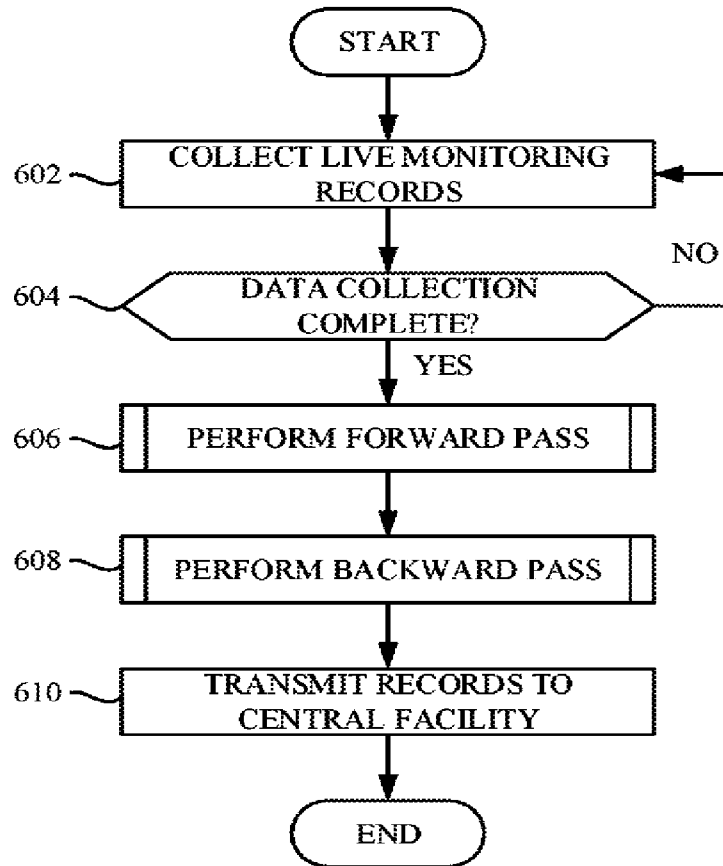 START
602
COLLECT LIVE MONITORING
RECORDS
NO
604
DATA COLLECTION
COMPLETE?
YES
606
PERFORM FORWARD PASS
608
PERFORM BACKWARD PASS
610
TRANSMIT RECORDS TO
CENTRAL FACILITY
END